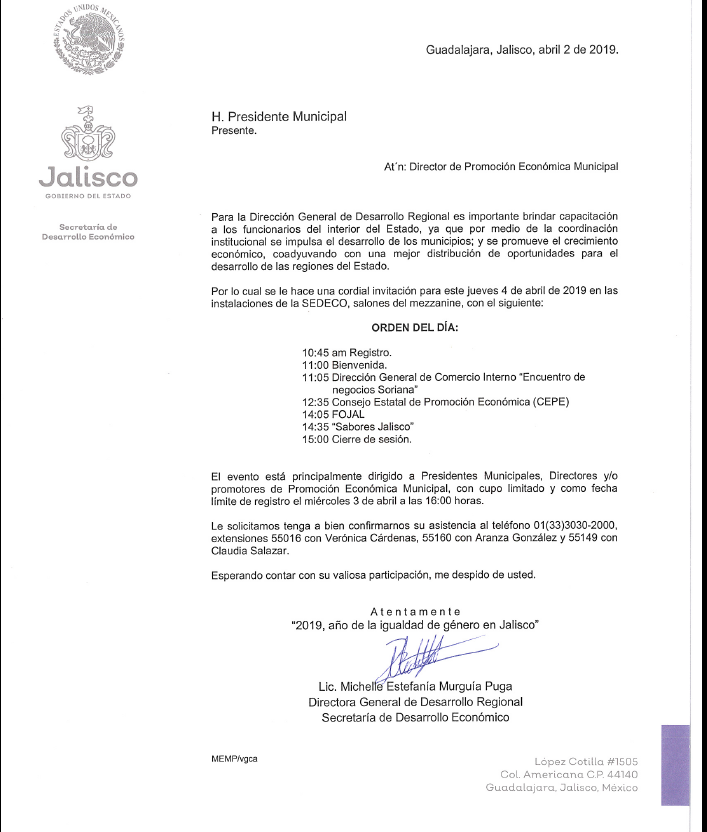 ESTADOS UNIDOS MEXICANOS
Guadalajara, Jalisco, abril 2 de 2019.
H. Presidente Municipal
Presente.
Jalisco
GOBIERNO DEL ESTADO
At´n: Director de Promoción Económica Municipal
Secretaría de
Desarrollo Económico
Para la Dirección General de Desarrollo Regional es importante brindar capacitación
a los funcionarios del interior del Estado, ya que por medio de la coordinación
institucional se impulsa el desarrollo de los municipios; y se promueve el crecimiento
económico, coadyuvando con una mejor distribución de oportunidades para el
desarrollo de las regiones del Estado.
Por lo cual se le hace una cordial invitación para este jueves 4 de abril de 2019 en las
instalaciones de la SEDECO, salones del mezzanine, con el siguiente:
ORDEN DEL DÍA:
10:45 am Registro.
11:00 Bienvenida.
11:05 Dirección General de Comercio Interno “Encuentro de
negocios Soriana”
12:35 Consejo Estatal de Promoción Económica (CEPE)
14:05 FOJAL
14:35 “Sabores Jalisco”
15:00 Cierre de sesión.
El evento está principalmente dirigido a Presidentes Municipales, Directores y/o
promotores de Promoción Económica Municipal, con cupo limitado y como fecha
límite de registro el miércoles 3 de abril a las 16:00 horas.
Le solicitamos tenga a bien confirmarnos su asistencia al teléfono 01(33)3030-2000,
extensiones 55016 con Verónica Cárdenas, 55160 con Aranza González y 55149 con
Claudia Salazar.
Esperando contar con su valiosa participación, me despido de usted.
Atentamente
“2019, año de la igualdad de género en Jalisco”
Lic. Michelle Estefanía Murguía Puga
Directora General de Desarrollo Regional
Secretaría de Desarrollo Económico
MEMP/vgca
López Cotilla #1505
Col. Americana C.P. 44140
Guadalajara, Jalisco, México